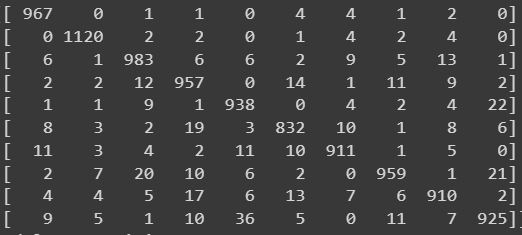 [ 967 0 1 1 0 4 4 1 2 0]
[ 0 1120 2 2 0 1 4 2 4 0]
[ 6 1 983 6 6 2 9 5 13 1]
[ 2 2 12 957 0 14 1 11 9 2]
[ 1 1 9 1 938 0 4 2 4 22]
[ 8 3 2 19 3 832 10 1 8 6]
[ 11 3 4 2 11 10 911 1 5 0]
[ 2 7 20 10 6 2 0 959 1 21]
[ 4 4 5 17 6 13 7 6 910 2]
[ 9 5 1 10 36 5 0 11 7 925]]